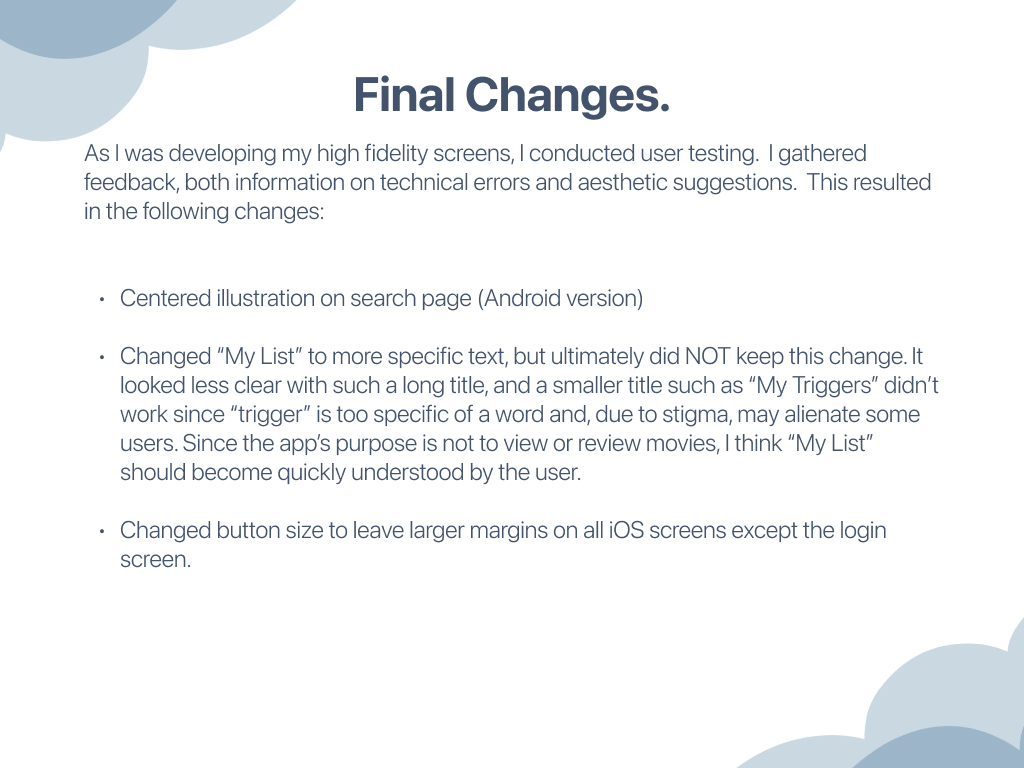 Final Changes.
As I was developing my high fidelity screens, I conducted user testing.  I gathered
feedback, both information on technical errors and aesthetic suggestions.  This resulted
in the following changes:
• Centered illustration on search page (Android version)
• Changed “My List” to more specific text, but ultimately did NOT keep this change. It
looked less clear with such a long title, and a smaller title such as “My Triggers” didn’t
work since “trigger” is too specific of a word and, due to stigma, may alienate some
users. Since the app’s purpose is not to view or review movies, I think “My List”
should become quickly understood by the user.
• Changed button size to leave larger margins on all iOS screens except the login
screen.